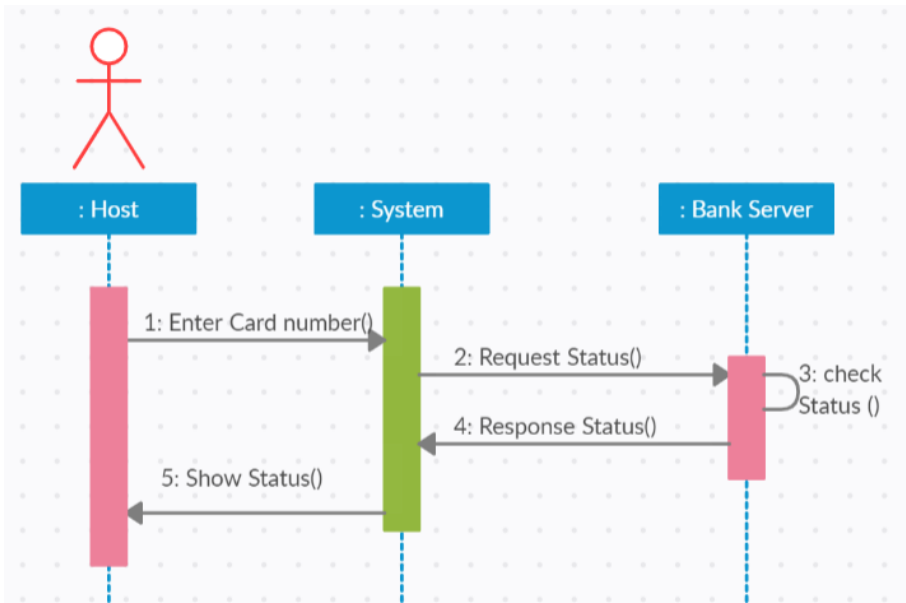 : Host
: System
: Bank Server
1: Enter Card number()
2: Request Status()
3: check
Status ()
4: Response Status()
5: Show Status()